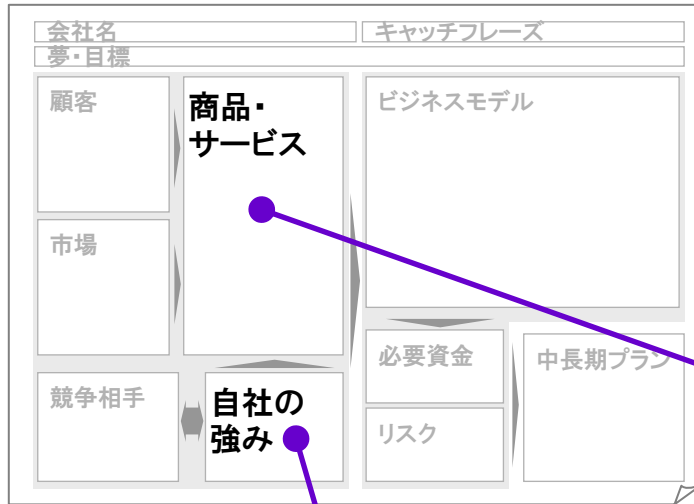 会社名
キャッチフレーズ
夢・目標
顧客
商品・
サービス
ビジネスモデル
市場
必要資金
中長期プラン
競争相手
自社の
強み
リスク